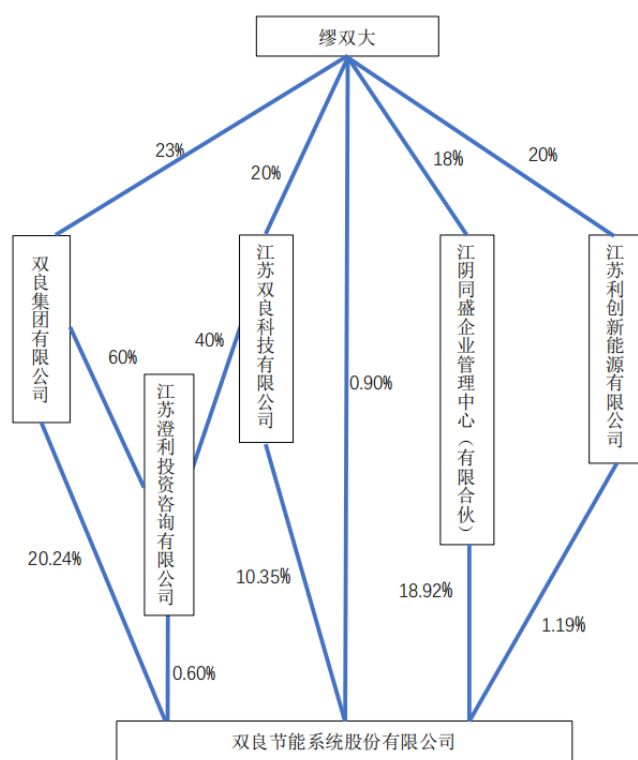 缪双大
23%
20%
18%
20%
双良集团有限公司
江苏双良科技有限公司
江阴同盛企业管理中心（有限合伙）
江苏利创新能源有限公司
60%
40%
江苏澄利投资咨询有限公司
0.90%
20.24%
10.35%
18.92%
1.19%
0.60%
双良节能系统股份有限公司